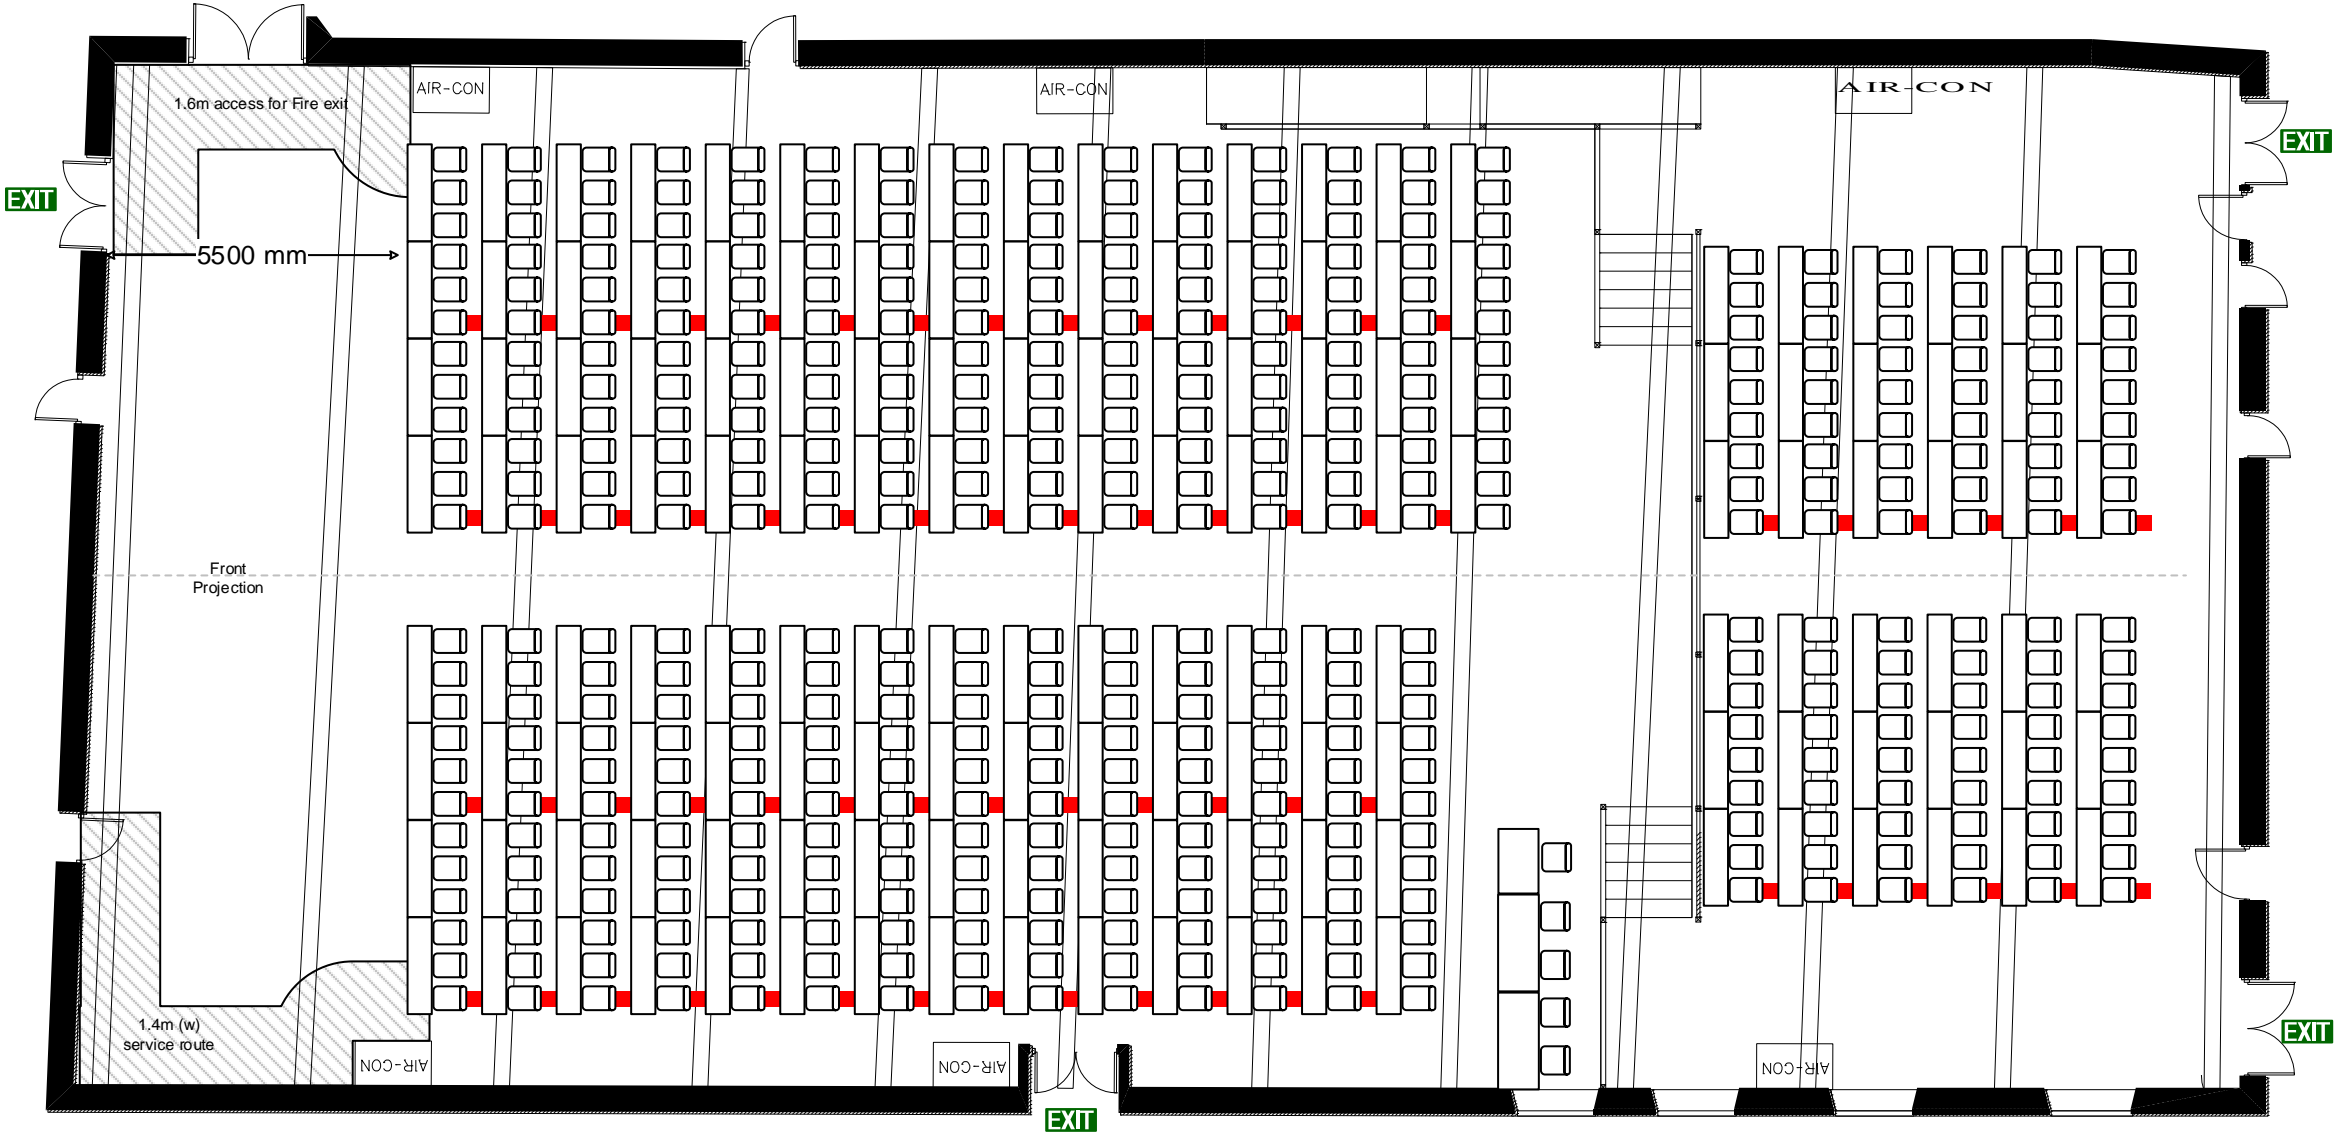 1.6m access for Fire exit
AIR-CON
AIR-CON
AIR-CON
EXIT
EXIT
5500 mm
Front
Projection
1.4m (w)
service route
AIR-CON
AIR-CON
AIR-CON
EXIT
EXIT